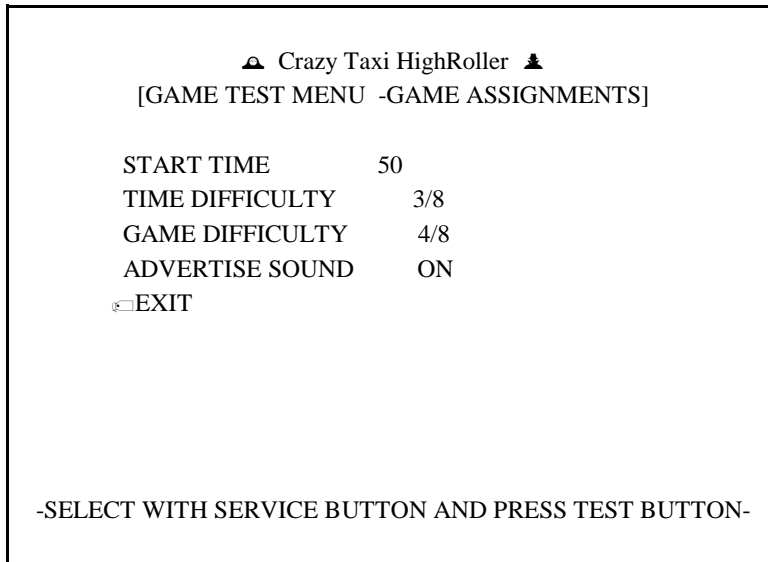 Crazy Taxi HighRoller
[GAME TEST MENU -GAME ASSIGNMENTS]
START TIME 50
TIME DIFFICULTY 3/8
GAME DIFFICULTY 4/8
ADVERTISE SOUND ON
EXIT
-SELECT WITH SERVICE BUTTON AND PRESS TEST BUTTON-